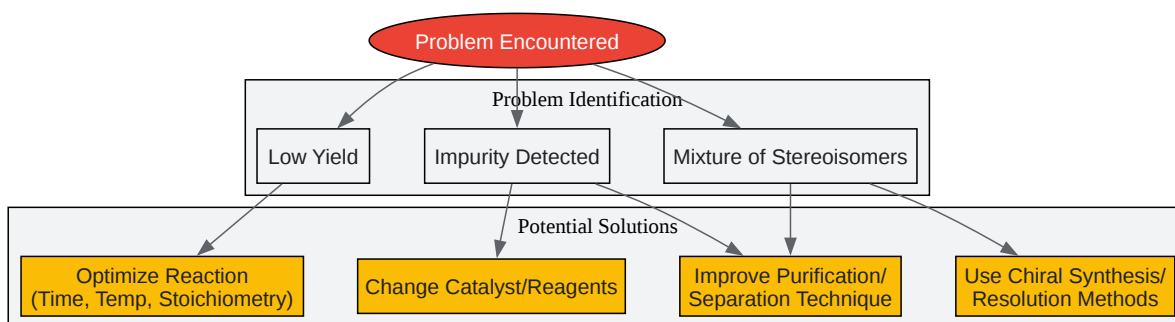 Problem Encountered
Problem Identification
Low Yield
Impurity Detected
Mixture of Stereoisomers
Potential Solutions
Optimize Reaction
(Time, Temp, Stoichiometry)
Change Catalyst/Reagents
Improve Purification/
Separation Technique
Use Chiral Synthesis/
Resolution Methods